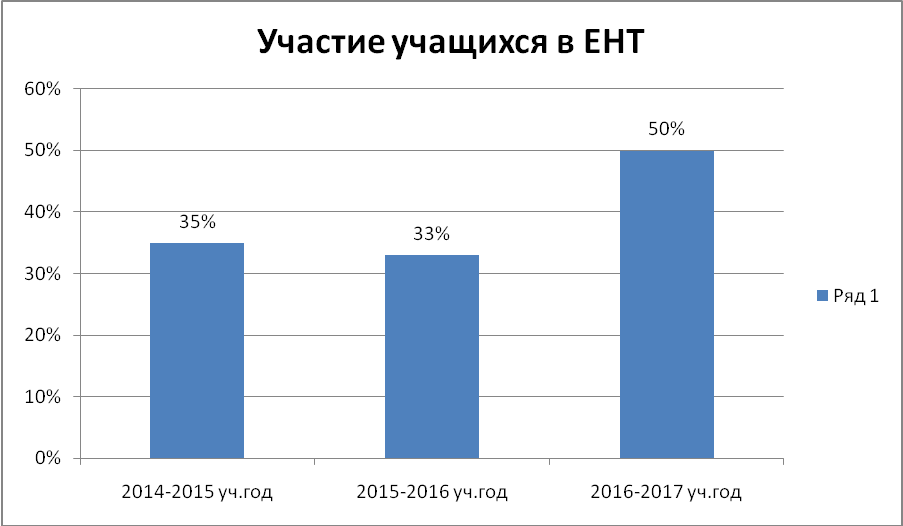 Участие учащихся в ЕНТ
60%
50%
40%
30%
20%
10%
0%
35%
33%
50%
2014-2015 уч.год
2015-2016 уч.год
2016-2017 уч.год
Ряд 1